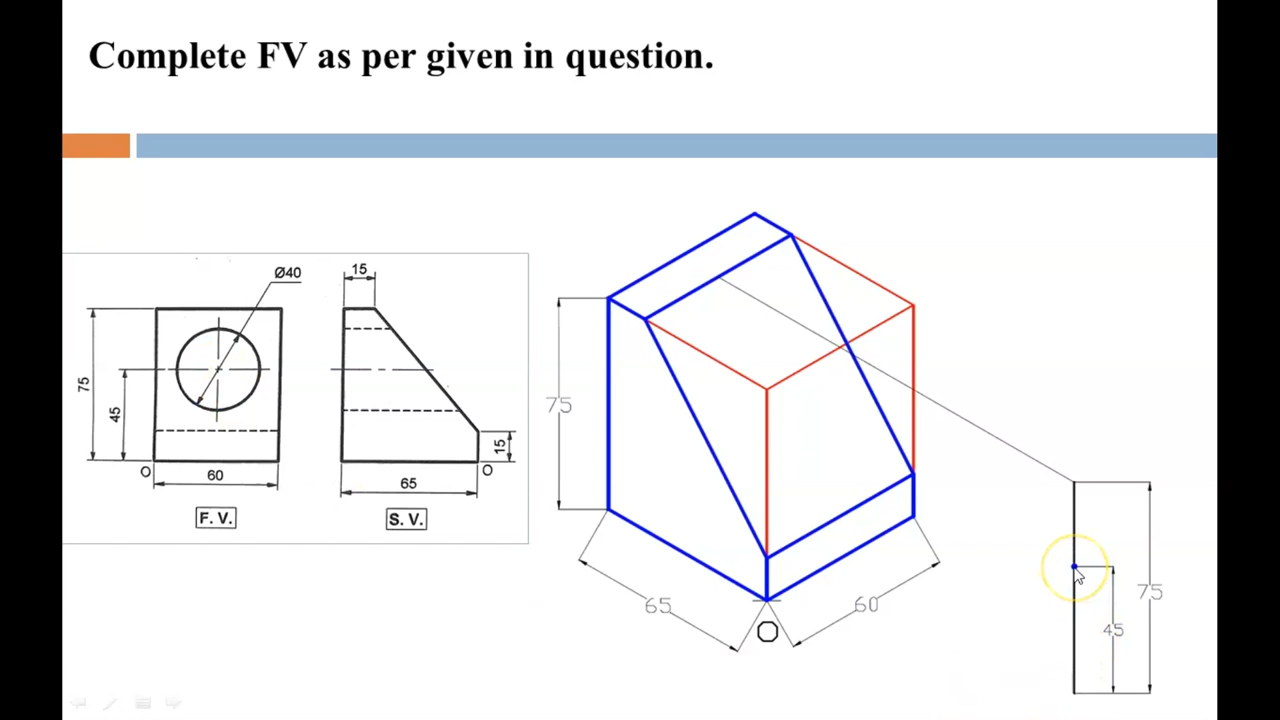 Complete FV as per given in question.
Ø40
15
75
45
15
O
O
60
65
F. V.
S. V.
75
65
60
O
75
45